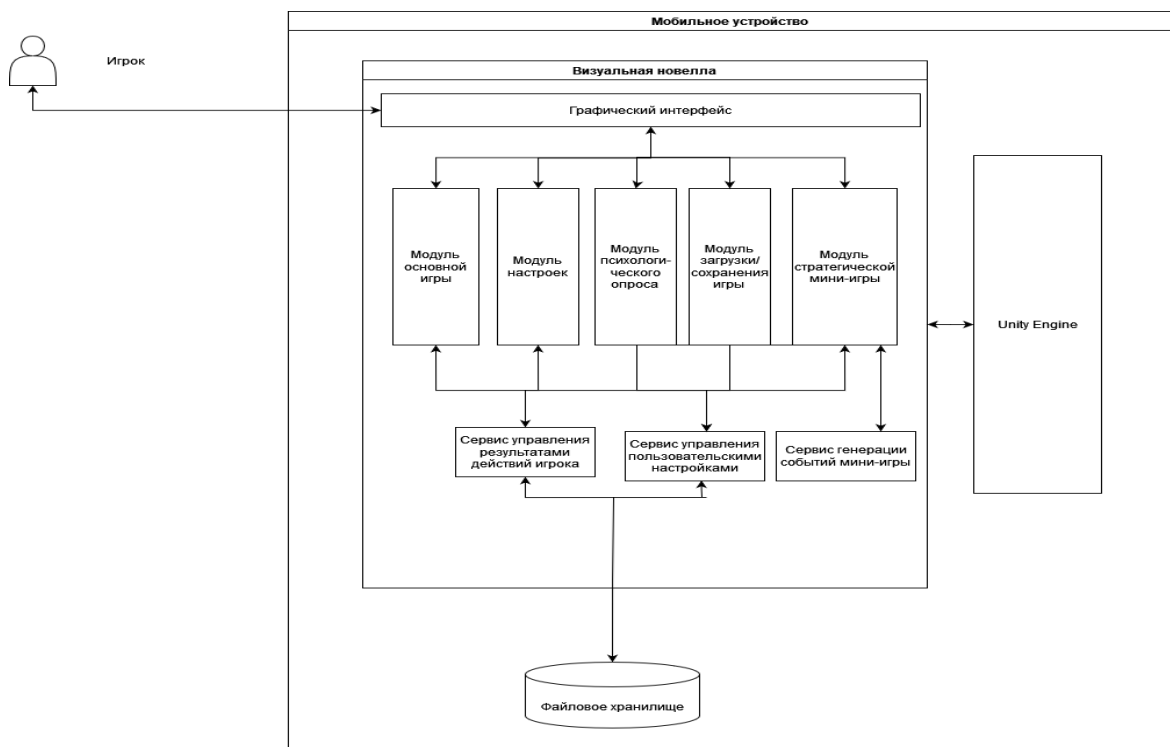 Мобильное устройство
Игрок
Визуальная новелла
Графический интерфейс
Модуль
основной
игры
Модуль
настроек
Модуль
психологи-
ческого
опроса
Модуль
загрузки/
сохранения
игры
Модуль
стратегической
мини-игры
Unity Engine
Сервис управления
результатами
действий игрока
Сервис управления
пользовательскими
настройками
Сервис генерации
событий мини-игры
Файловое хранилище